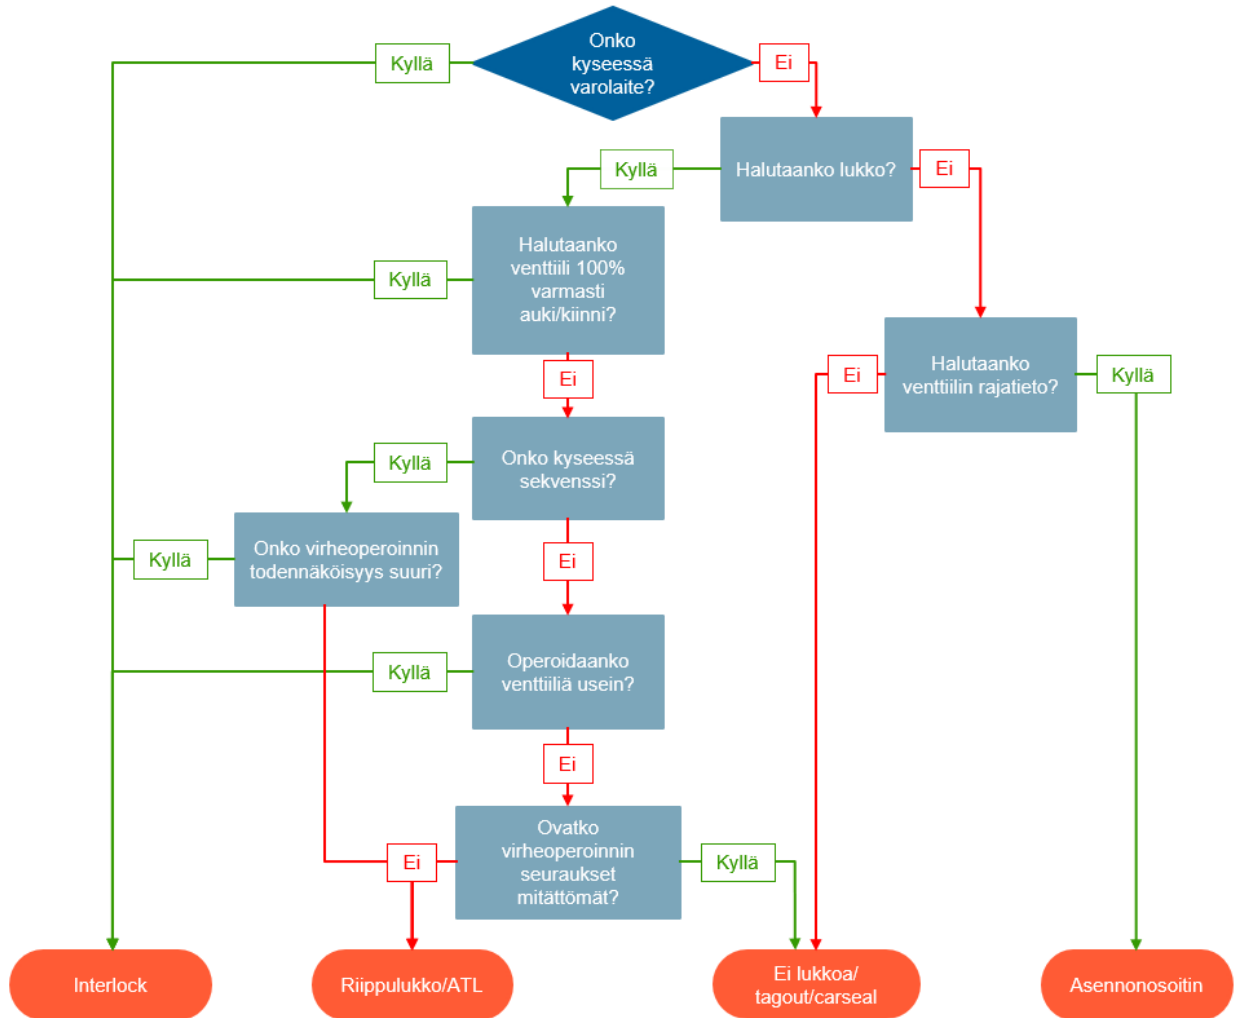 Onko
kyseessä
varolaite?
Kyllä
Ei
Halutaanko lukko?
Kyllä
Ei
Halutaanko
venttiili 100%
varmasti
auki/kiinni?
Kyllä
Ei
Halutaanko
venttiilin rajatieto?
Ei
Kyllä
Onko kyseessä
sekvenssi?
Kyllä
Ei
Onko virheoperoinnin
todennäköisyys suuri?
Kyllä
Operoidaanko
venttiiliä usein?
Kyllä
Ei
Ovatko
virheoperoinnin
seuraukset
mitättömät?
Ei
Kyllä
Interlock
Riippulukko/ATL
Ei lukkoa/
tagout/carseal
Asennonosoitin